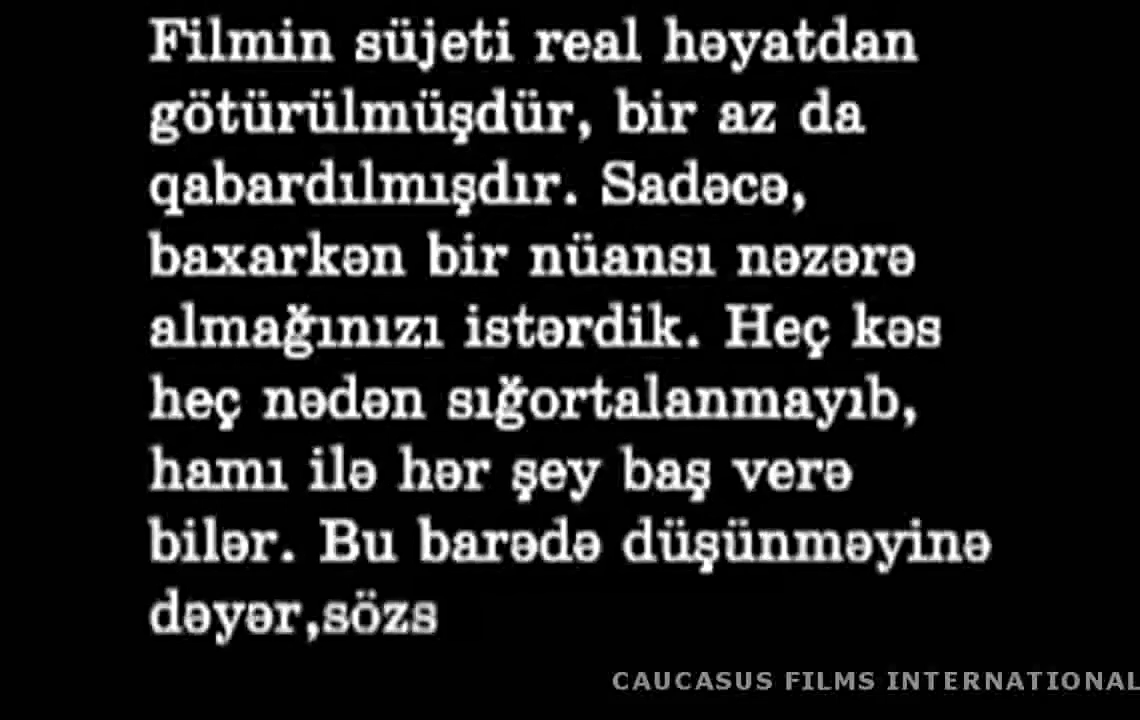 Filmin süjeti real həyatdan
götürülmüşdür, bir az da
qabardılmışdır. Sadəcə,
baxarkən bir nüansı nəzərə
almağınızı istərdik. Heç kəs
heç nədən sığortalanmayıb,
hamı ilə hər şey baş verə
bilər. Bu barədə düşünməyinə
dəyər,sözs
CAUCASUS FILMS INTERNATIONAL